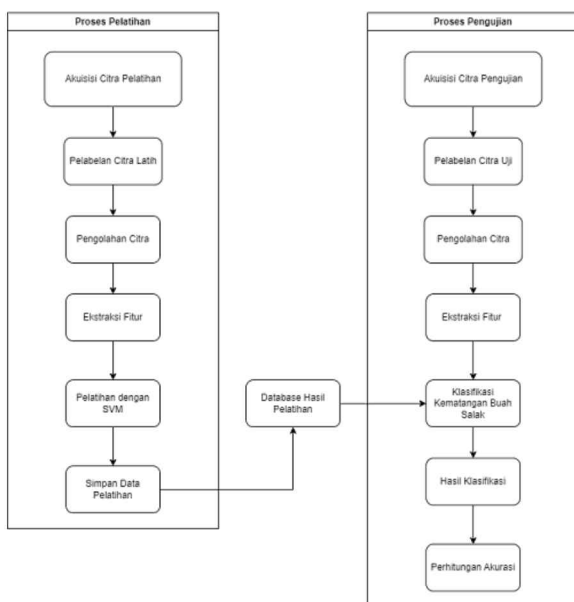 Proses Pelatihan
Akuisisi Citra Pelatihan
Pelabelan Citra Latih
Pengolahan Citra
Ekstraksi Fitur
Pelatihan dengan
SVM
Simpan Data
Pelatihan
Database Hasil
Pelatihan
Proses Pengujian
Akuisisi Citra Pengujian
Pelabelan Citra Uji
Pengolahan Citra
Ekstraksi Fitur
Klasifikasi
Kematangan Buah
Salak
Hasil Klasifikasi
Perhitungan Akurasi